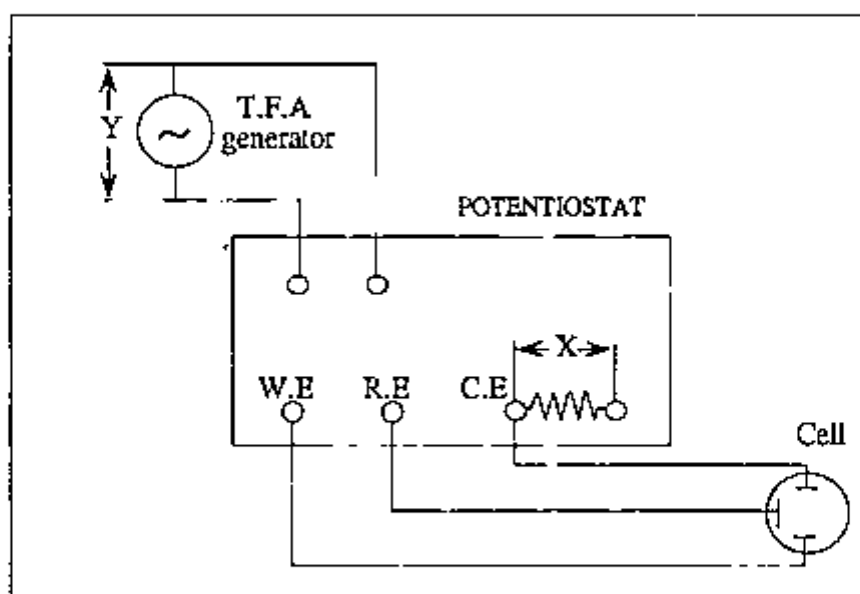 T.F.A
generator
Y
~
POTENTIOSTAT
X
W.E R.E C.E
Cell